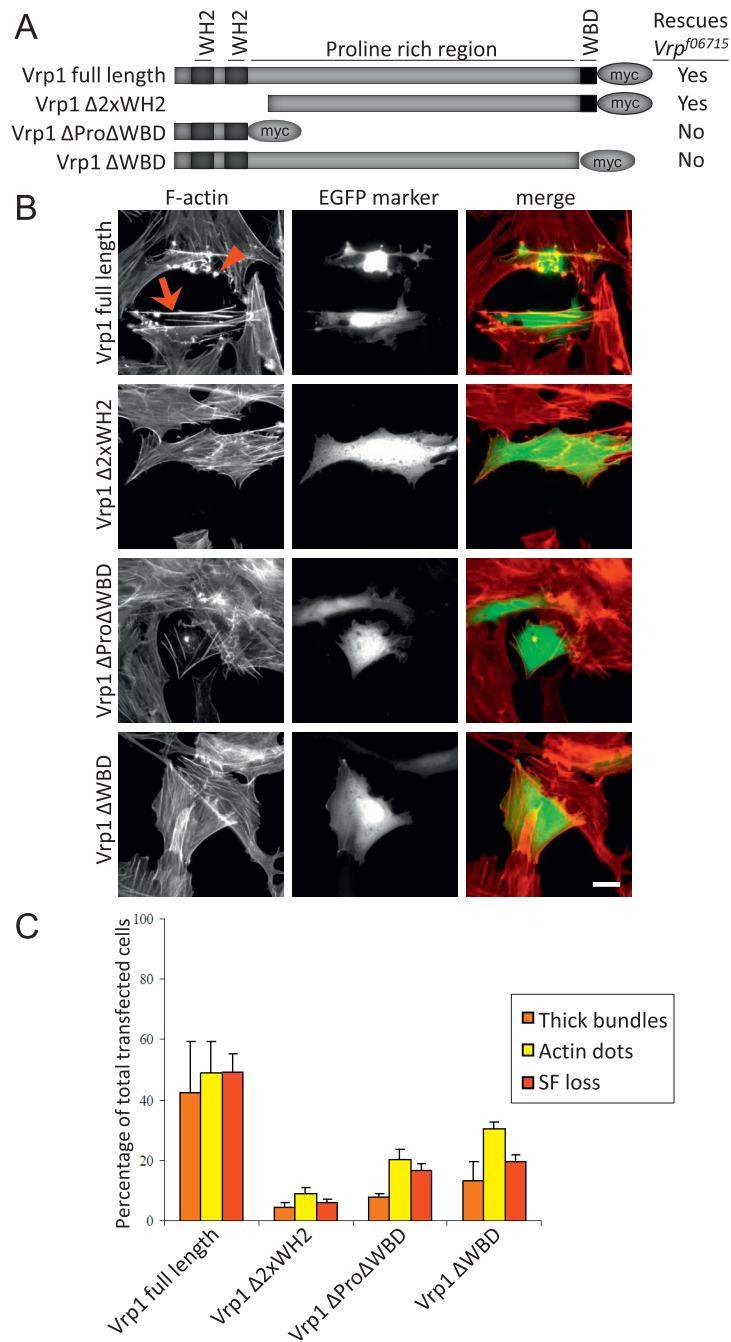 A
WH2 WH2 Proline rich region WBD Rescues
Vrp^f06715
Vrp1 full length myc Yes
Vrp1 Δ2xWH2 myc Yes
Vrp1 ΔProΔWBD myc No
Vrp1 ΔWBD myc No
B
F-actin EGFP marker merge
Vrp1 full length
Vrp1 Δ2xWH2
Vrp1 ΔProΔWBD
Vrp1 ΔWBD
C
Percentage of total transfected cells
100
80
60
40
20
0
Thick bundles
Actin dots
SF loss
Vrp1 full length
Vrp1 Δ2xWH2
Vrp1 ΔProΔWBD
Vrp1 ΔWBD